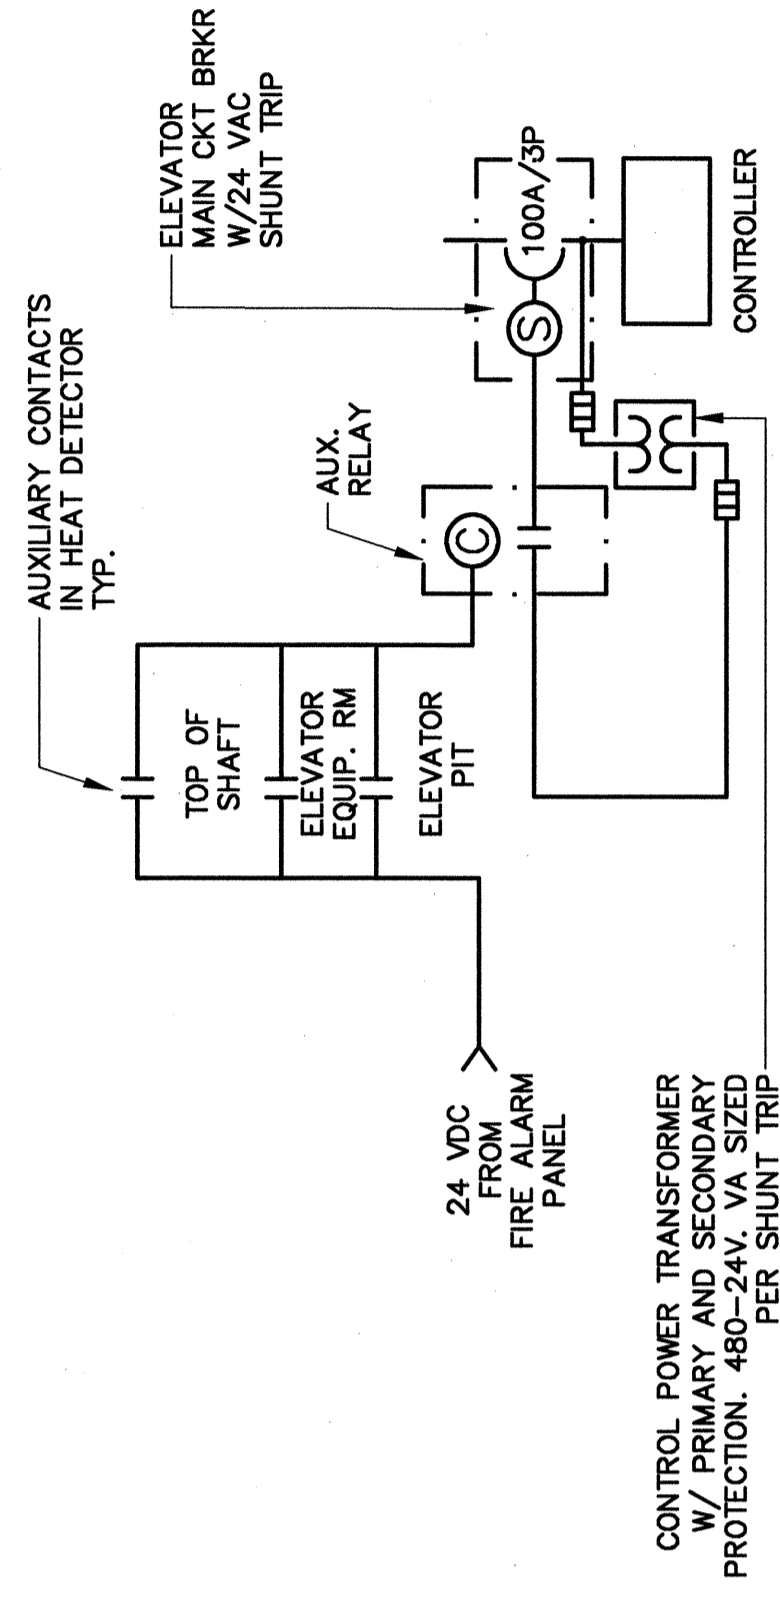 AUXILIARY CONTACTS
IN HEAT DETECTOR
TYP.
ELEVATOR
MAIN CKT BRKR
W/24 VAC
SHUNT TRIP
TOP OF
SHAFT
ELEVATOR
EQUIP. RM
ELEVATOR
PIT
AUX.
RELAY
C
S
100A/3P
CONTROLLER
24 VDC
FROM
FIRE ALARM
PANEL
CONTROL POWER TRANSFORMER
W/ PRIMARY AND SECONDARY
PROTECTION. 480-24V. VA SIZED
PER SHUNT TRIP